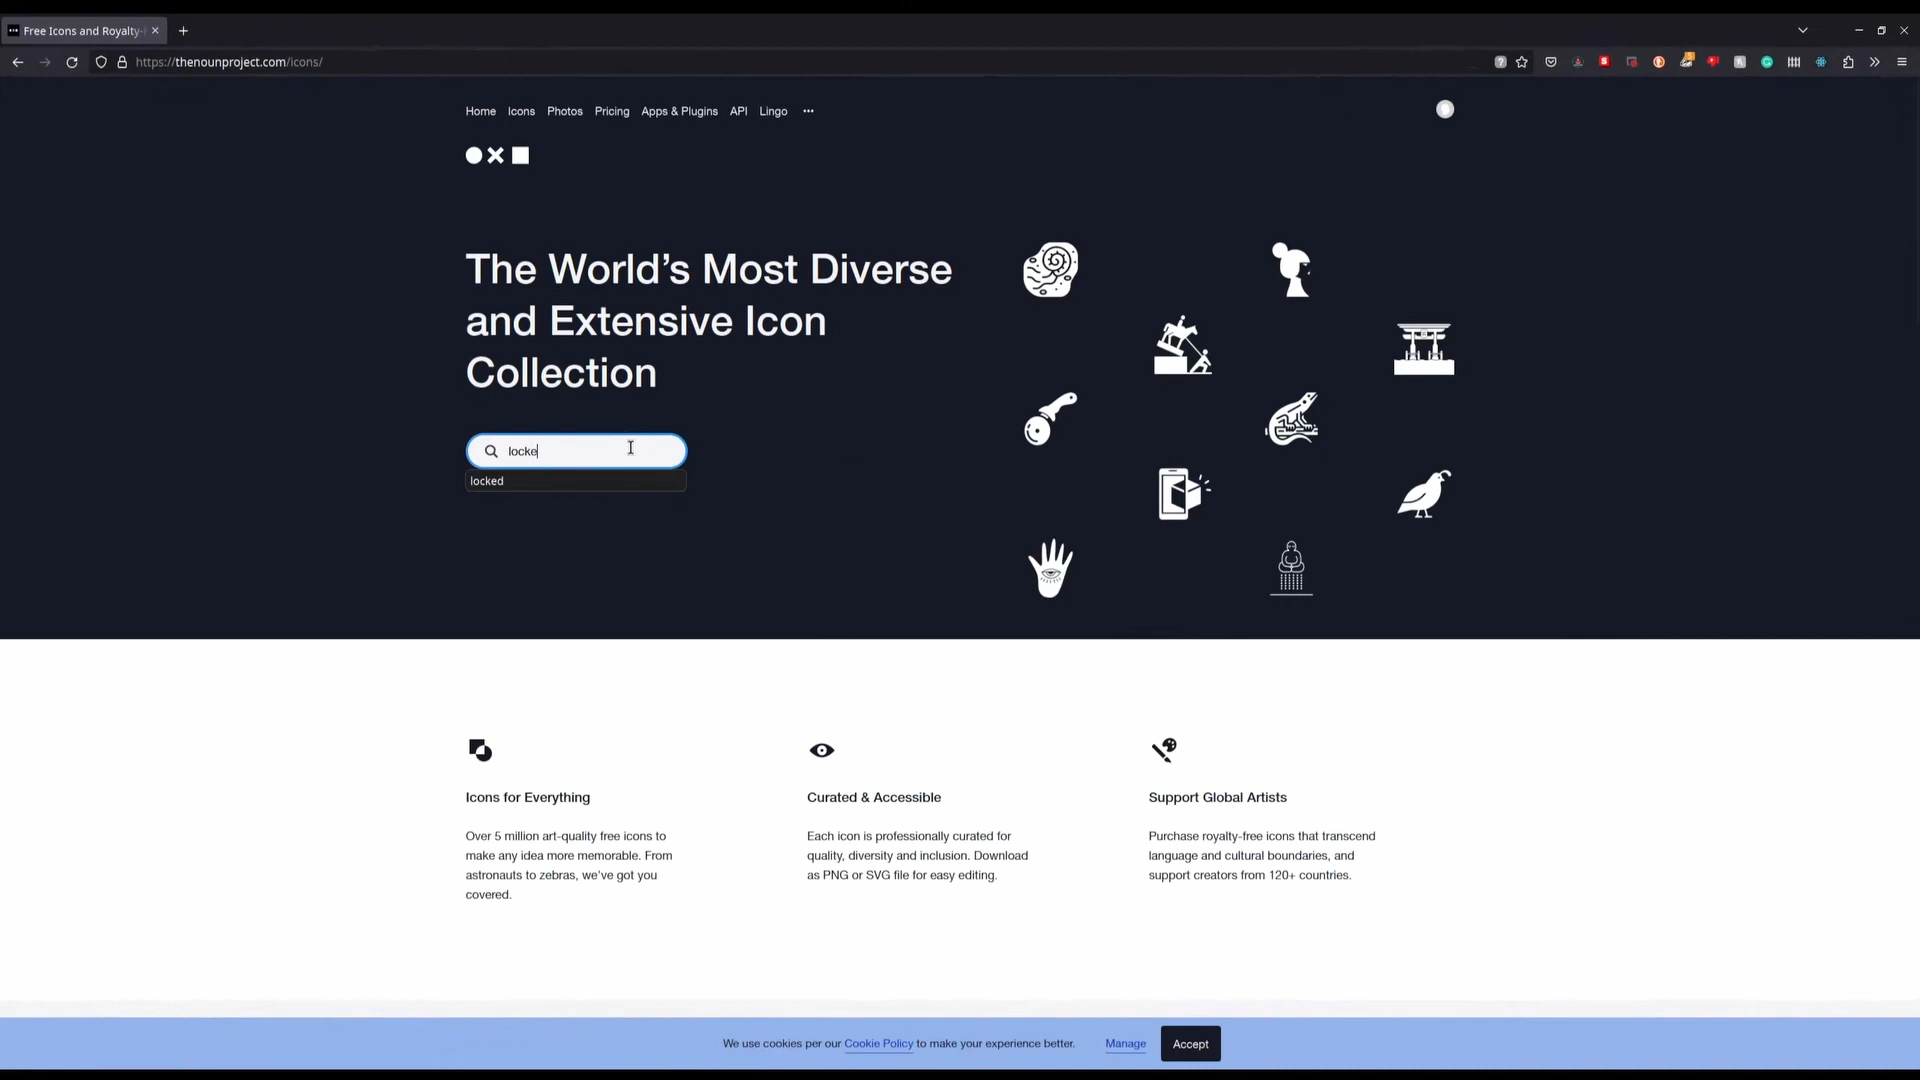 Free Icons and Royalty-
https://thenounproject.com/icons/
Home Icons Photos Pricing Apps & Plugins API Lingo
The World’s Most Diverse
and Extensive Icon
Collection
locke
locked
Icons for Everything
Over 5 million art-quality free icons to
make any idea more memorable. From
astronauts to zebras, we’ve got you
covered.
Curated & Accessible
Each icon is professionally curated for
quality, diversity and inclusion. Download
as PNG or SVG file for easy editing.
Support Global Artists
Purchase royalty-free icons that transcend
language and cultural boundaries, and
support creators from 120+ countries.
We use cookies per our Cookie Policy to make your experience better. Manage Accept